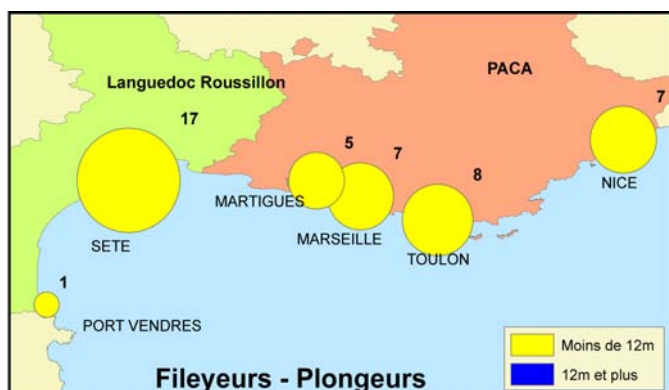 PACA
Languedoc Roussillon
7
17
5
7
8
NICE
MARTIGUES
MARSEILLE
SETE
TOULON
1
PORT VENDRES
Moins de 12m
12m et plus
Fileyeurs - Plongeurs